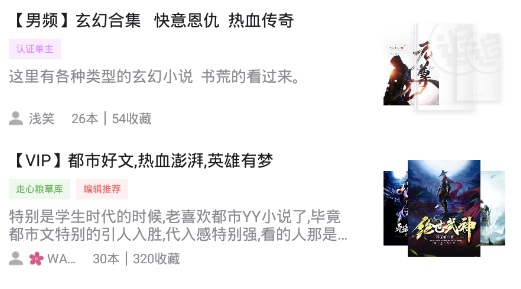 【男频】玄幻合集 快意恩仇 热血传奇
认证单主
这里有各种类型的玄幻小说 书荒的看过来。
浅笑 26本 | 54收藏
元尊
【VIP】都市好文,热血澎湃,英雄有梦
走心粮草库 编辑推荐
特别是学生时代的时候,老喜欢都市YY小说了,毕竟
都市文特别的引人入胜,代入感特别强,看的人那是...
WA... 30本 | 320收藏
绝世武神